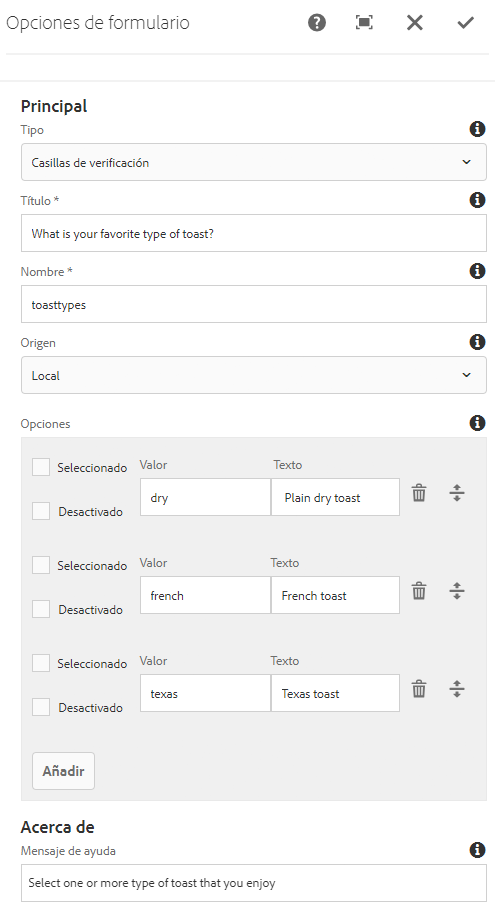 Opciones de formulario
Principal
Tipo
Casillas de verificación
Título *
What is your favorite type of toast?
Nombre *
toasttypes
Origen
Local
Opciones
Seleccionado Valor Texto
dry Plain dry toast
Desactivado
Seleccionado Valor Texto
french French toast
Desactivado
Seleccionado Valor Texto
texas Texas toast
Desactivado
Añadir
Acerca de
Mensaje de ayuda
Select one or more type of toast that you enjoy